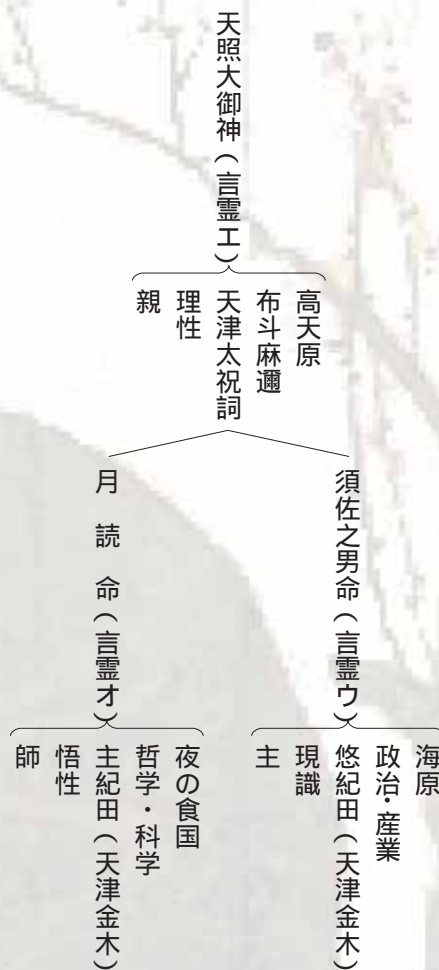 天照大御神（言霊エ）
高天原
布斗麻邇
天津太祝詞
理性
親
須佐之男命（言霊ウ）
海原
政治・産業
悠紀田（天津金木）
現識
主
月読命（言霊オ）
夜の食国
哲学・科学
主紀田（天津金木）
悟性
師